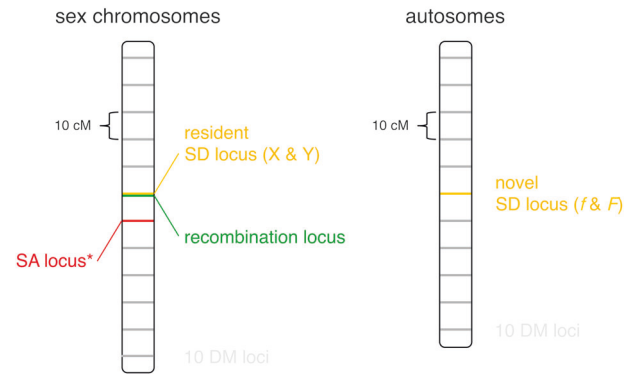 sex chromosomes
autosomes
10 cM
10 cM
resident
SD locus (X & Y)
novel
SD locus (f & F)
recombination locus
SA locus*
10 DM loci
10 DM loci